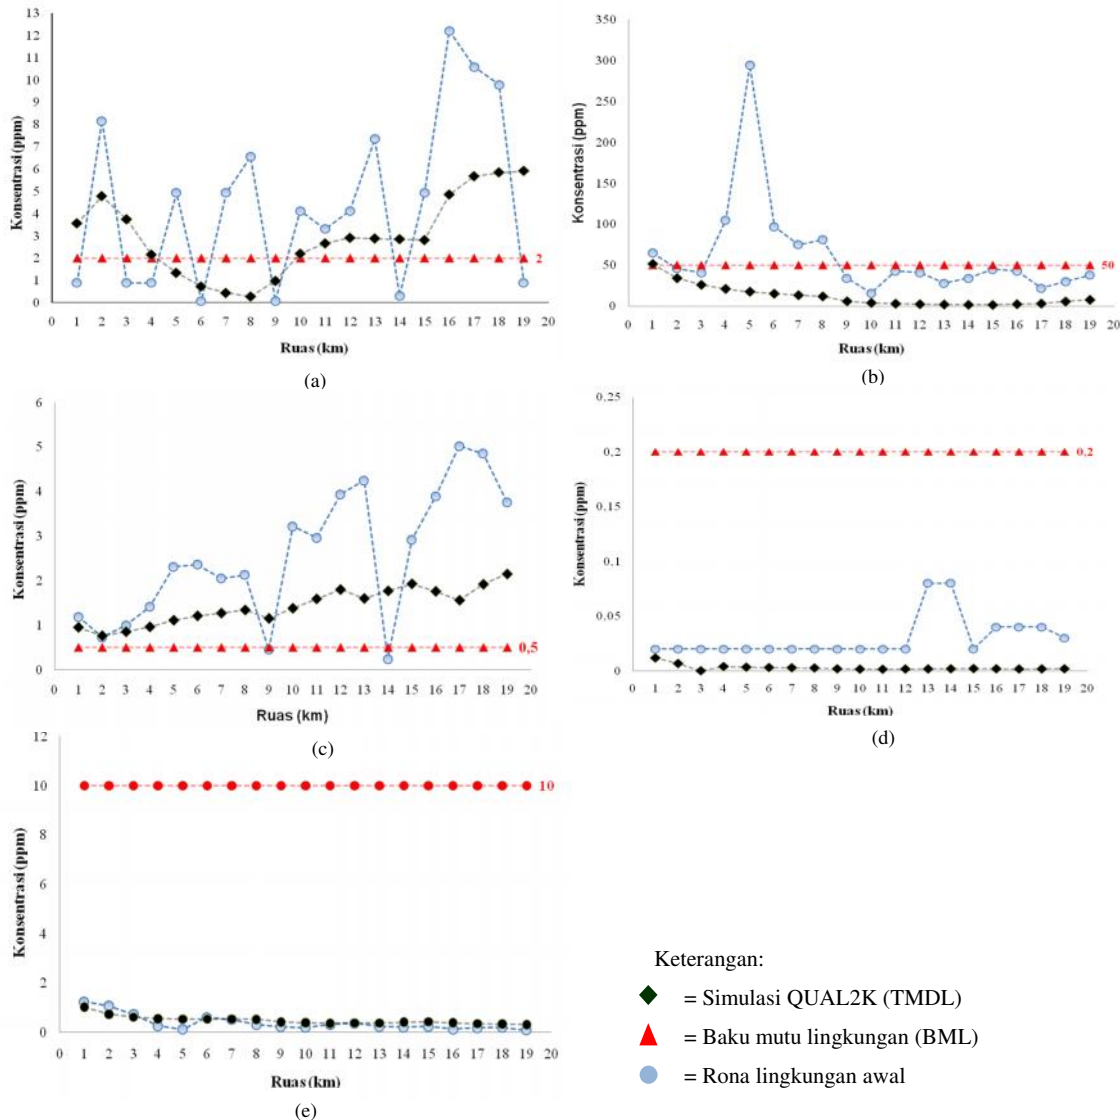 13
12
11
10
9
8
7
6
5
4
3
2
1
0
Konsentrasi (ppm)
2
0 1 2 3 4 5 6 7 8 9 10 11 12 13 14 15 16 17 18 19 20
Ruas (km)
(a)
350
300
250
200
150
100
50
0
Konsentrasi (ppm)
50
0 1 2 3 4 5 6 7 8 9 10 11 12 13 14 15 16 17 18 19 20
Ruas (km)
(b)
6
5
4
3
2
1
0
Konsentrasi (ppm)
0,5
0 1 2 3 4 5 6 7 8 9 10 11 12 13 14 15 16 17 18 19 20
Ruas (km)
(c)
0,25
0,2
0,15
0,1
0,05
0
Konsentrasi (ppm)
0,2
0 1 2 3 4 5 6 7 8 9 10 11 12 13 14 15 16 17 18 19 20
Ruas (km)
(d)
12
10
8
6
4
2
0
Konsentrasi (ppm)
10
0 1 2 3 4 5 6 7 8 9 10 11 12 13 14 15 16 17 18 19 20
Ruas (km)
(e)
Keterangan:
= Simulasi QUAL2K (TMDL)
= Baku mutu lingkungan (BML)
= Rona lingkungan awal